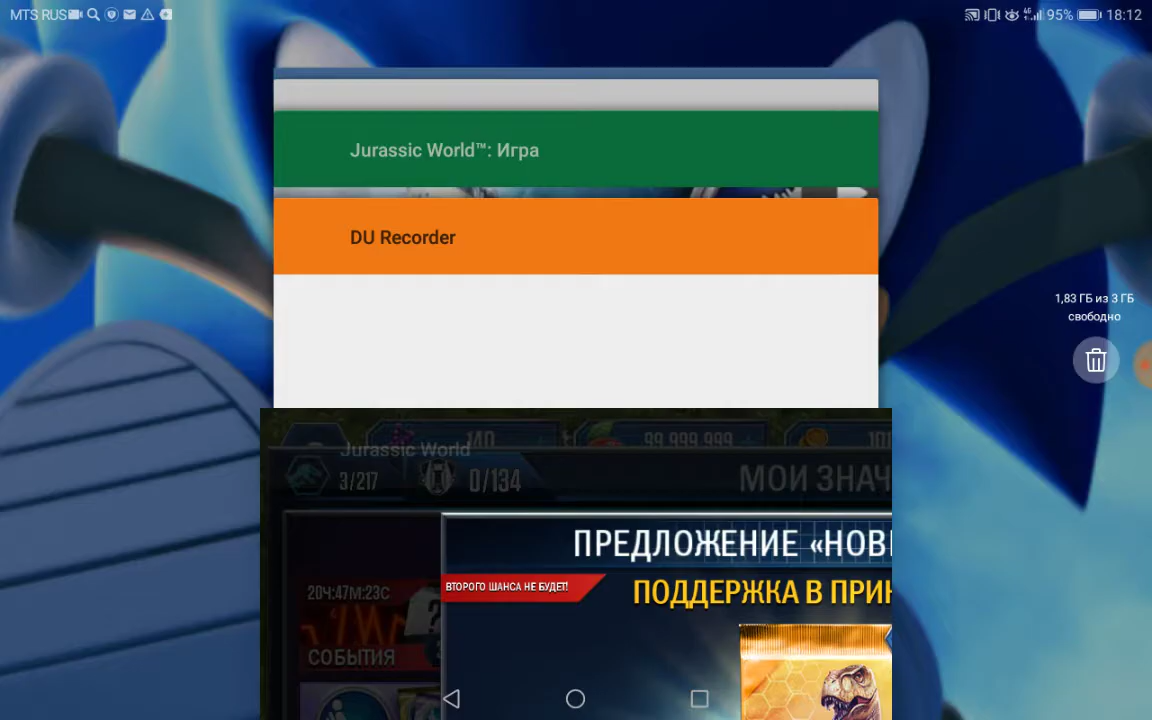 MTS RUS
95% 18:12
Jurassic World™: Игра
DU Recorder
1,83 ГБ из 3 ГБ
свободно
140
99 999 999
Jurassic World
3/217
0/134
МОИ ЗНАЧ
ПРЕДЛОЖЕНИЕ «НОВ
ВТОРОГО ШАНСА НЕ БУДЕТ!
ПОДДЕРЖКА В ПРИ
20Ч:47М:23С
СОБЫТИЯ